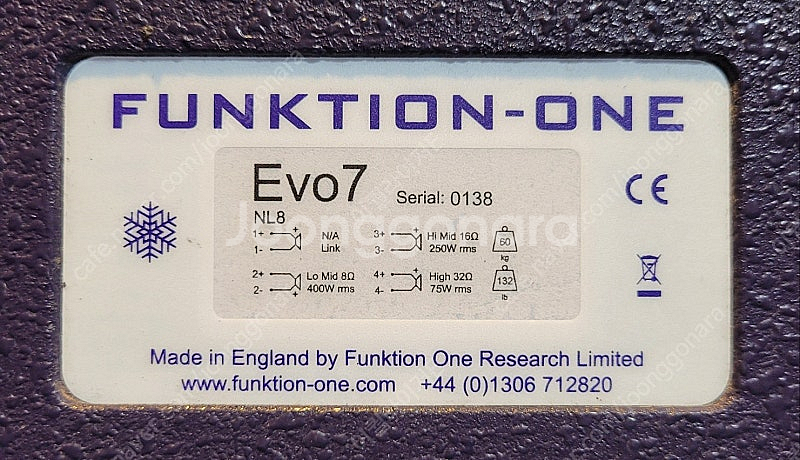 FUNKTION-ONE
Evo7 Serial: 0138
NL8
1+ 1- N/A Link
3+ 3- Hi Mid 16Ω 250W rms
60 kg
2+ 2- Lo Mid 8Ω 400W rms
4+ 4- High 32Ω 75W rms
132 lb
CE
Joonggonara
Made in England by Funktion One Research Limited
www.funktion-one.com +44 (0)1306 712820